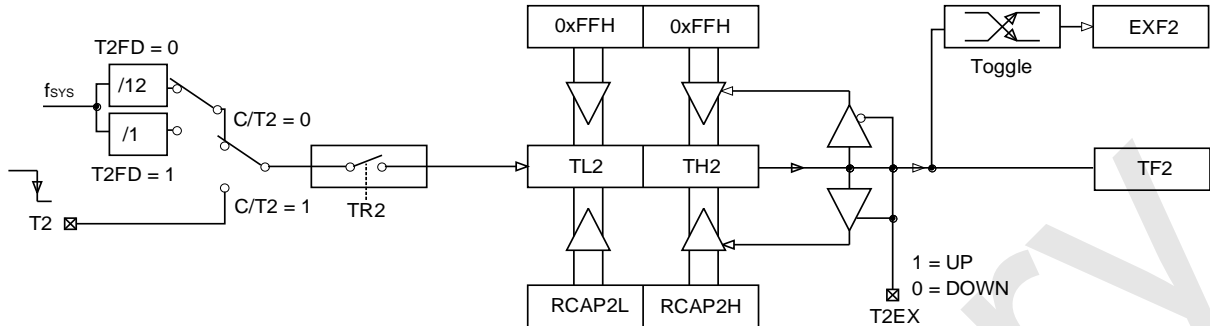 0xFFH 0xFFH
EXF2
Toggle
T2FD = 0
/12
fSYS
/1
T2FD = 1
C/T2 = 0
C/T2 = 1
TR2
T2
TL2 TH2
TF2
1 = UP
0 = DOWN
T2EX
RCAP2L RCAP2H